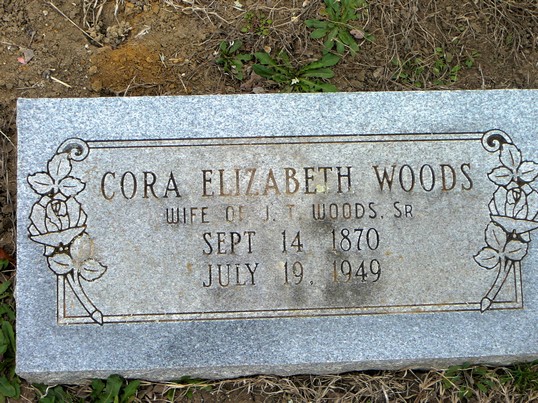 CORA ELIZABETH WOODS
WIFE OF J. T. WOODS, SR
SEPT 14 1870
JULY 19, 1949